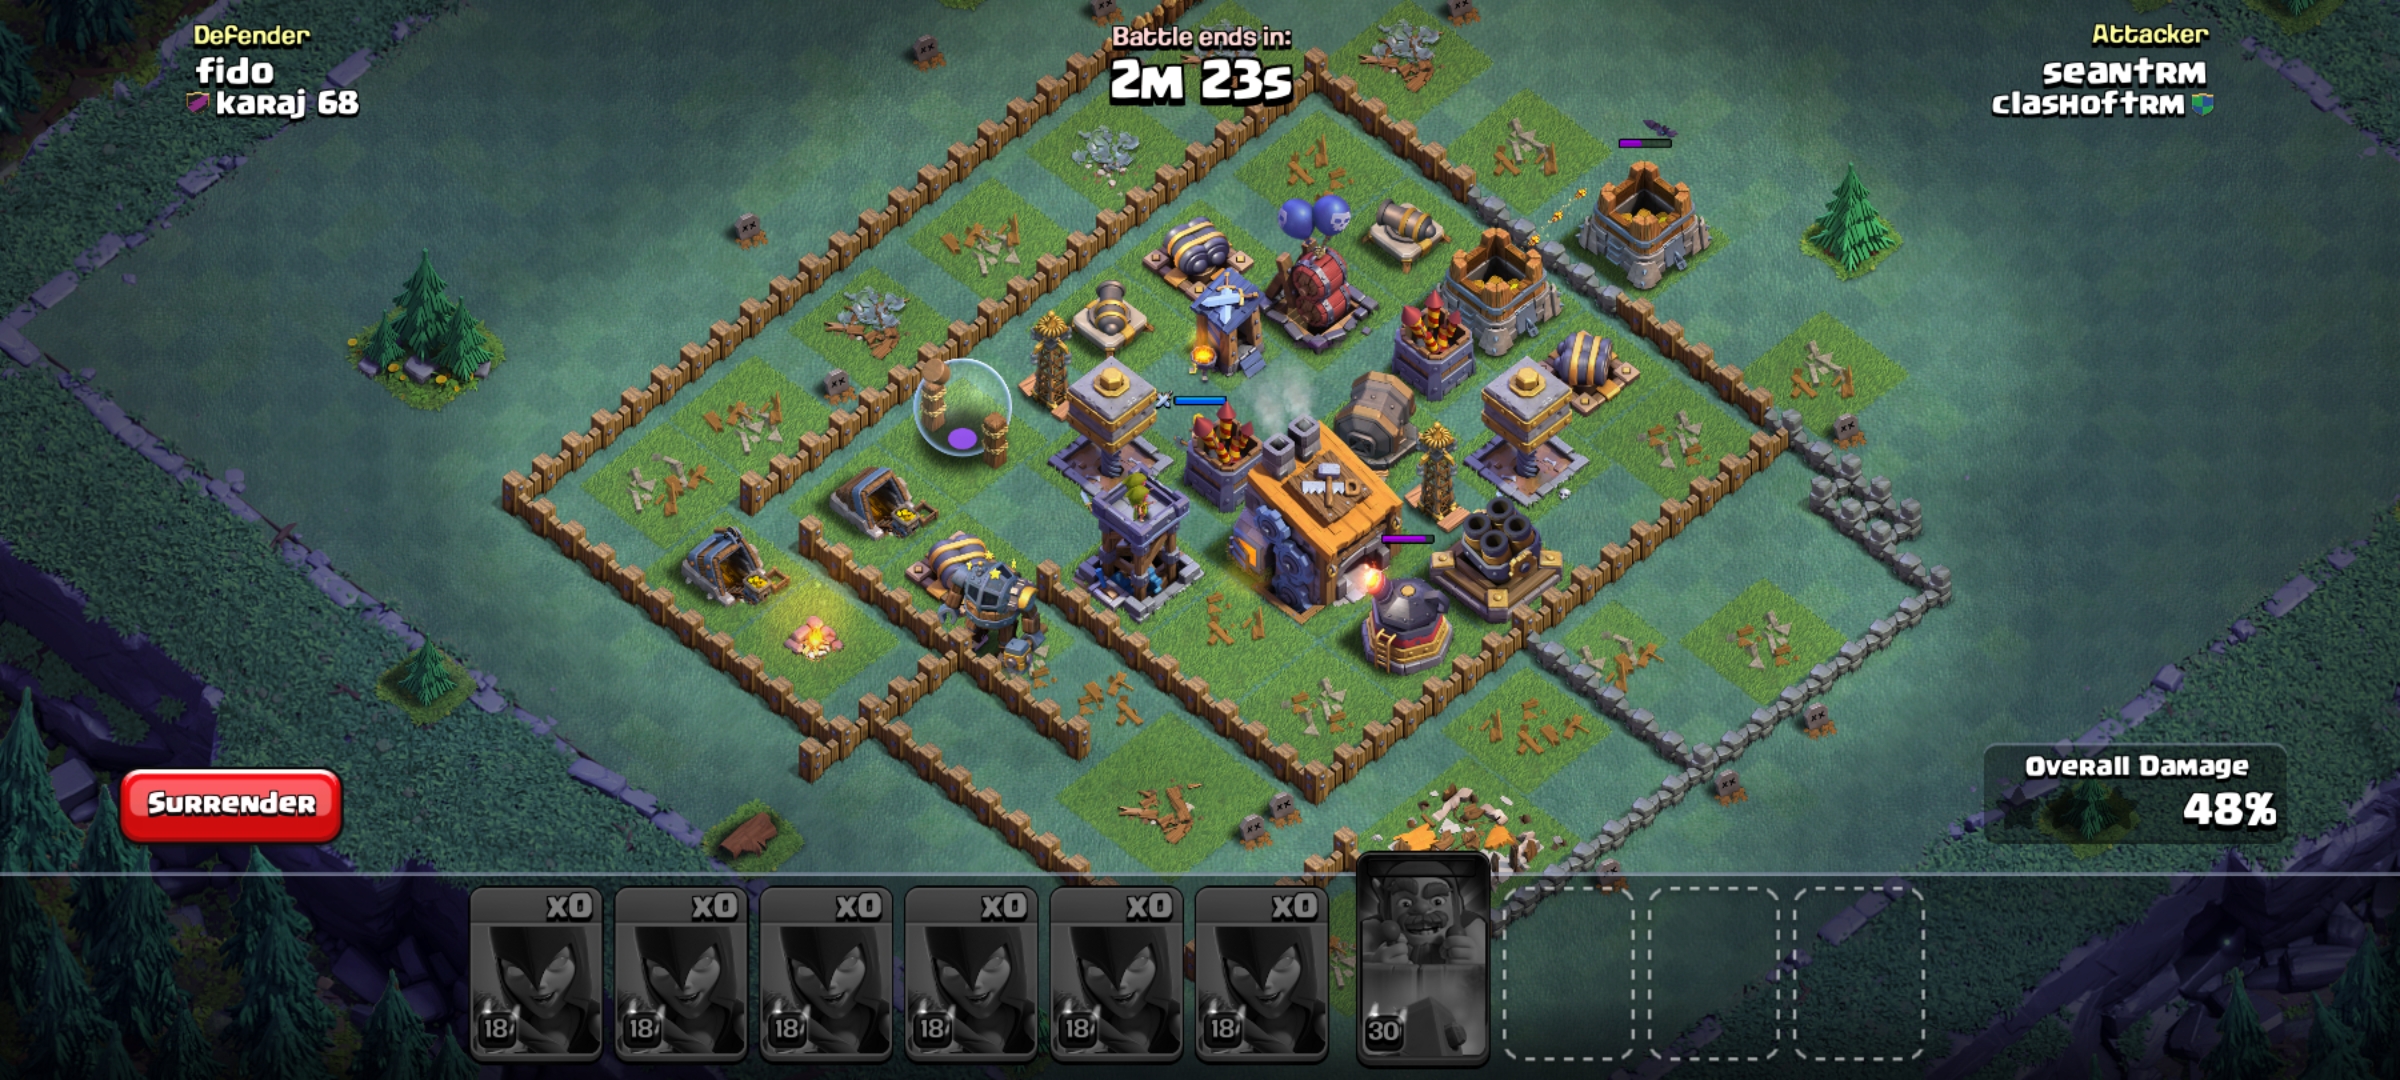 Defender
fido
karaj 68
Battle ends in:
2M 23s
Attacker
seantRM
clashoftRM
Surrender
Overall Damage
48%
x0
x0
x0
x0
x0
x0
18
18
18
18
18
18
30